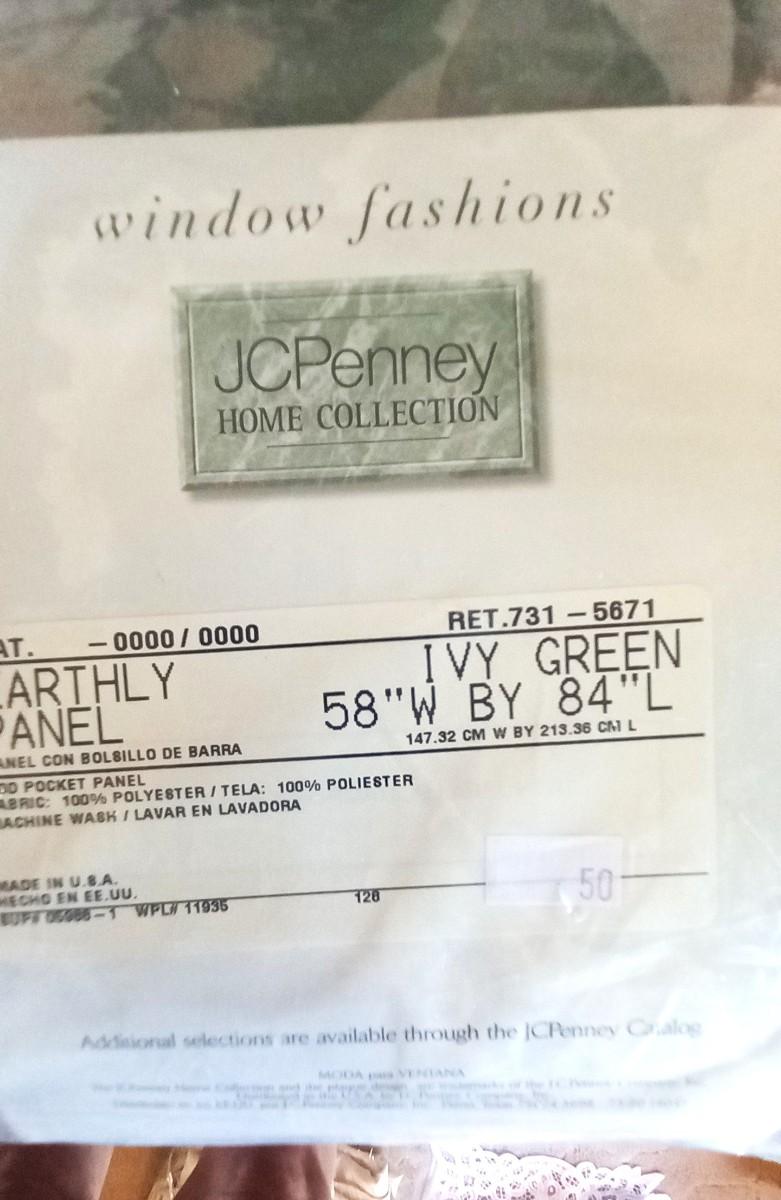 window fashions
JCPenney
HOME COLLECTION
AT. -0000 / 0000 RET.731-5671
EARTHLY IVY GREEN
PANEL 58"W BY 84"L
ANEL CON BOLSILLO DE BARRA 147.32 CM W BY 213.36 CM L
OD POCKET PANEL
ABRIC: 100% POLYESTER / TELA: 100% POLIESTER
ACHINE WASH / LAVAR EN LAVADORA
MADE IN U.S.A.
HECHO EN EE.UU.
WPL# 11935 128
50
Additional selections are available through the JCPenney Catalog
MODA para VENTANA